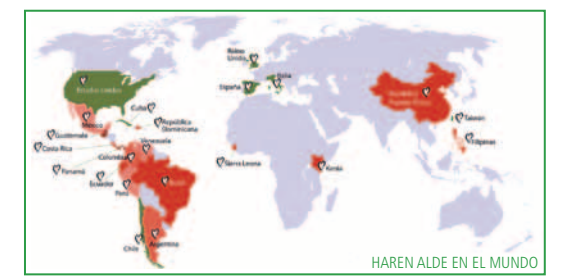 Reino
Unido
Italia
España
Estados Unidos
Cuba
República
Dominicana
México
Guatemala
Venezuela
Costa Rica
Colombia
Panamá
Ecuador
Perú
Brasil
Chile
Argentina
Sierra Leona
Kenia
República
Popular China
Taiwán
Filipinas
HAREN ALDE EN EL MUNDO